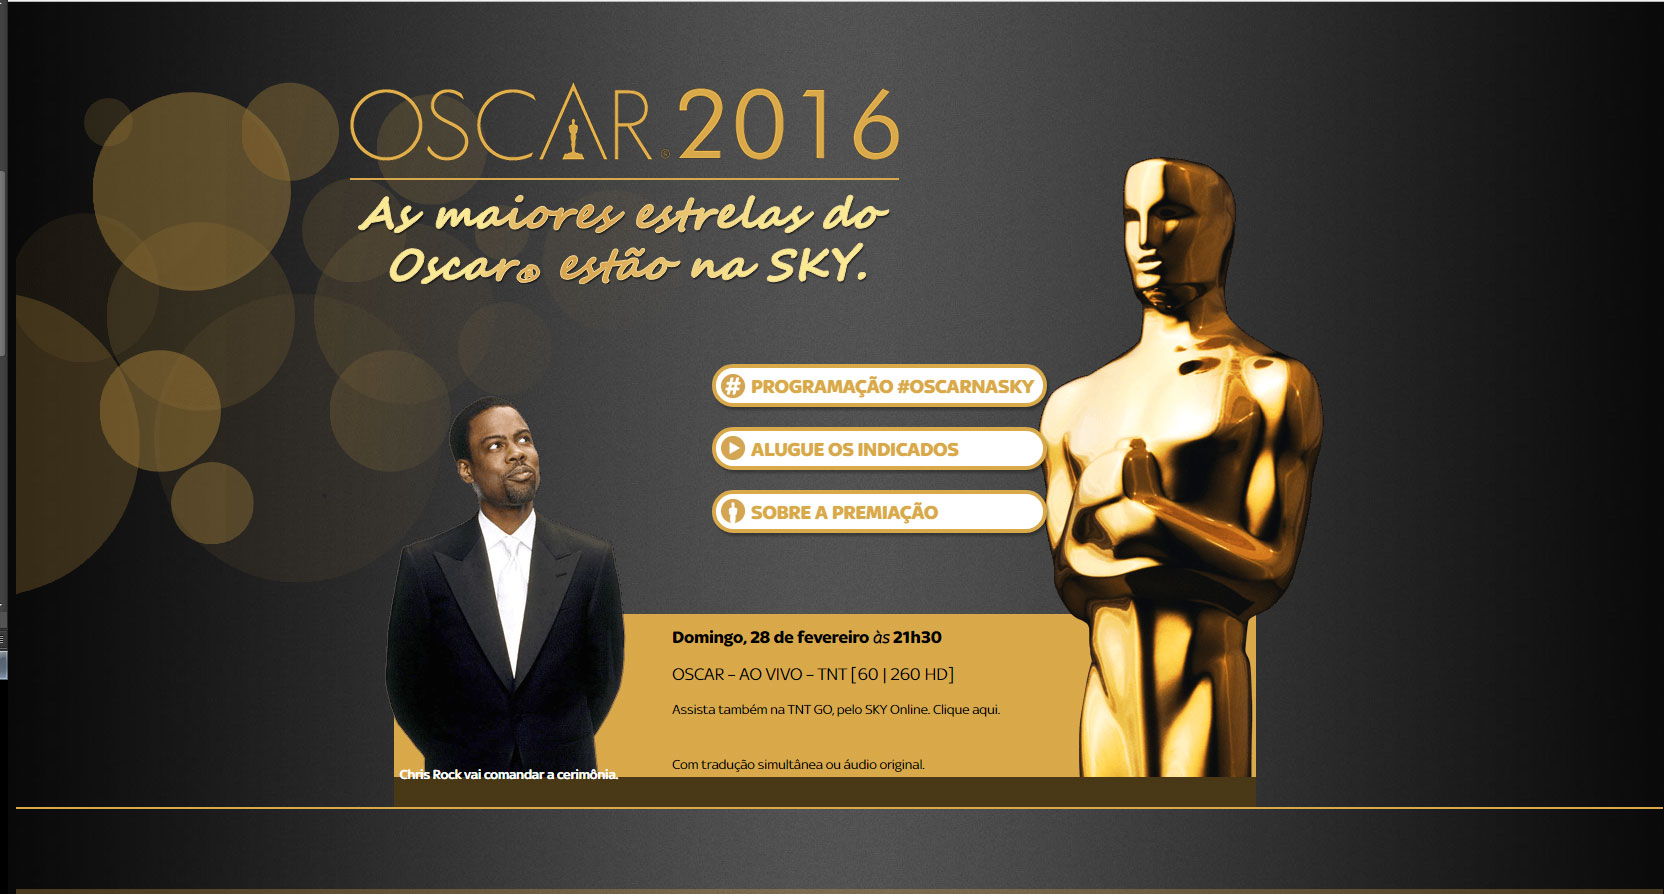 OSCAR® 2016
As maiores estrelas do
Oscar® estão na SKY.
# PROGRAMAÇÃO #OSCARNASKY
ALUGUE OS INDICADOS
SOBRE A PREMIAÇÃO
Domingo, 28 de fevereiro às 21h30
OSCAR – AO VIVO – TNT [60 | 260 HD]
Assista também na TNT GO, pelo SKY Online. Clique aqui.
Com tradução simultânea ou áudio original.
Chris Rock vai comandar a cerimônia.